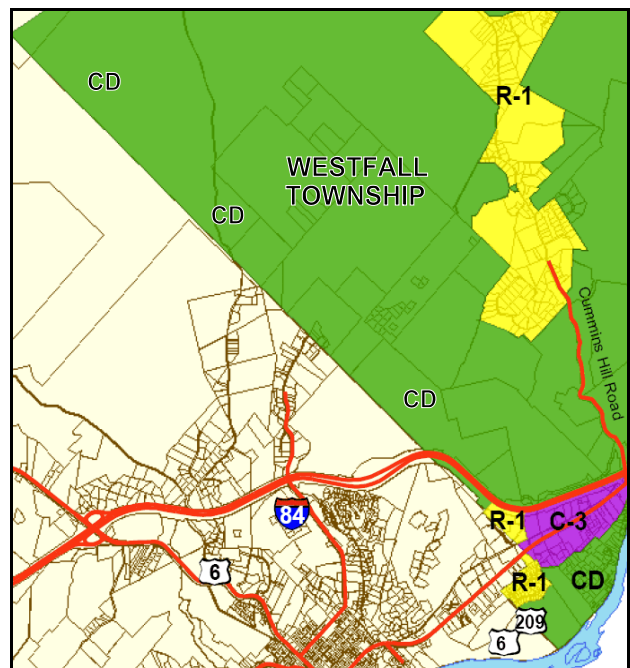 CD
R-1
WESTFALL
TOWNSHIP
CD
Cummins Hill Road
CD
84
R-1
C-3
6
R-1
CD
209
6